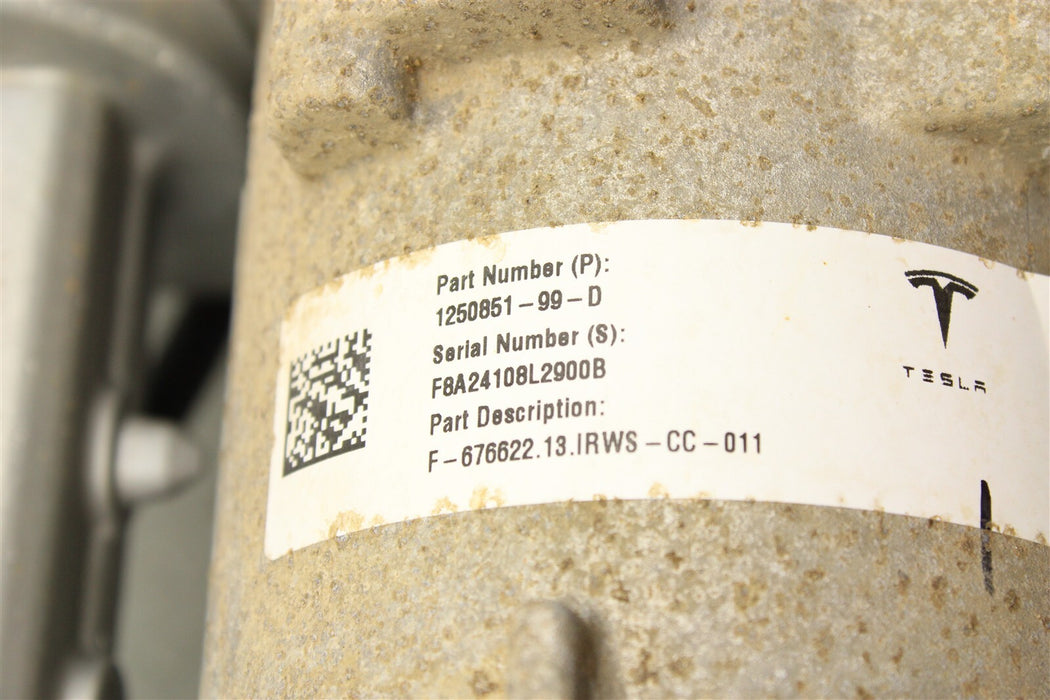 Part Number (P):
1250851-99-D
Serial Number (S):
F8A24108L2900B
Part Description:
F-676622.13.IRWS-CC-011
TESLA